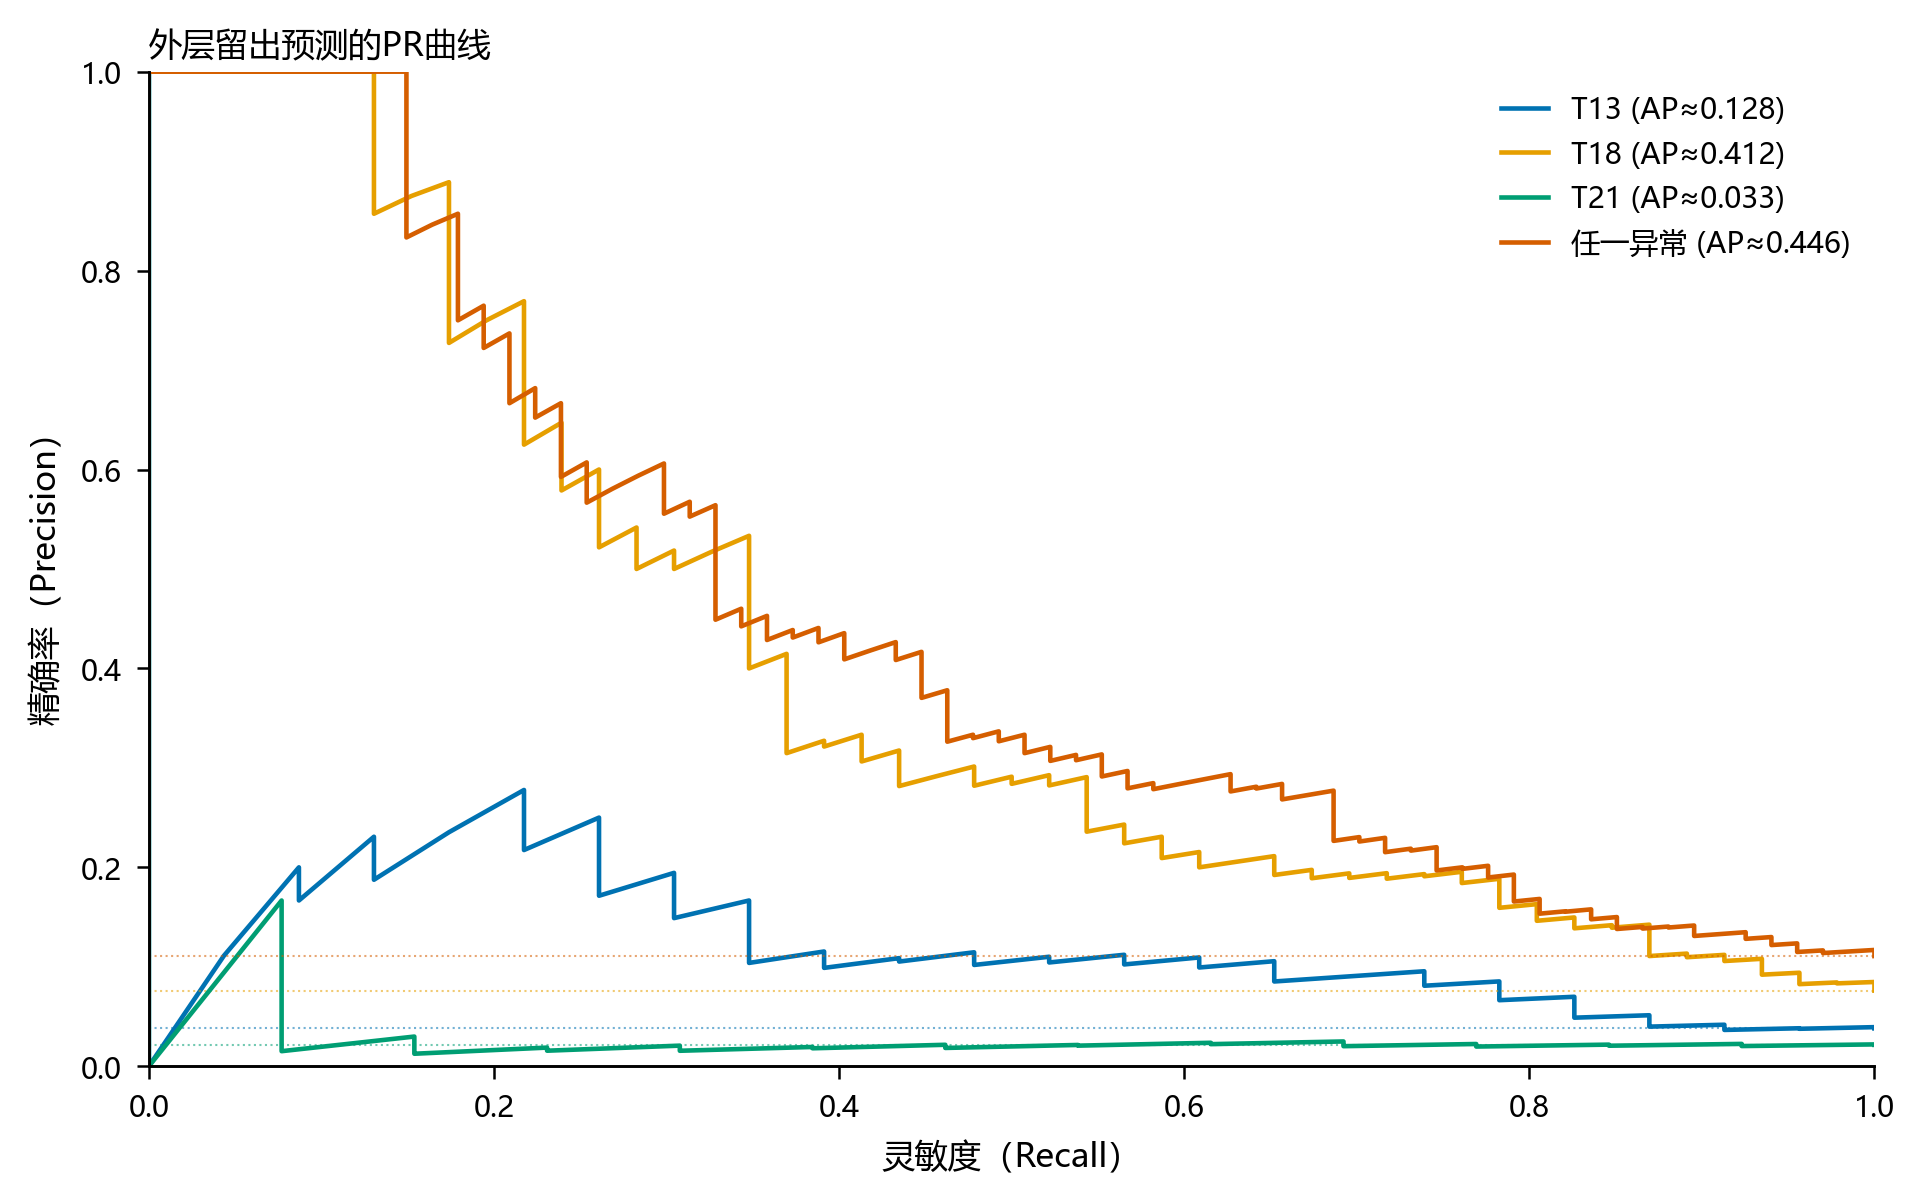 外层留出预测的PR曲线
1.0
0.8
0.6
0.4
0.2
0.0
精确率（Precision）
T13 (AP≈0.128)
T18 (AP≈0.412)
T21 (AP≈0.033)
任一异常 (AP≈0.446)
0.0 0.2 0.4 0.6 0.8 1.0
灵敏度（Recall）